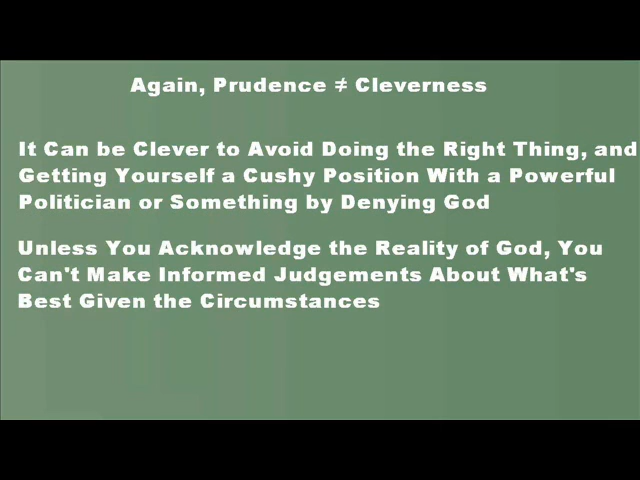 Again, Prudence ≠ Cleverness
It Can be Clever to Avoid Doing the Right Thing, and
Getting Yourself a Cushy Position With a Powerful
Politician or Something by Denying God
Unless You Acknowledge the Reality of God, You
Can't Make Informed Judgements About What's
Best Given the Circumstances